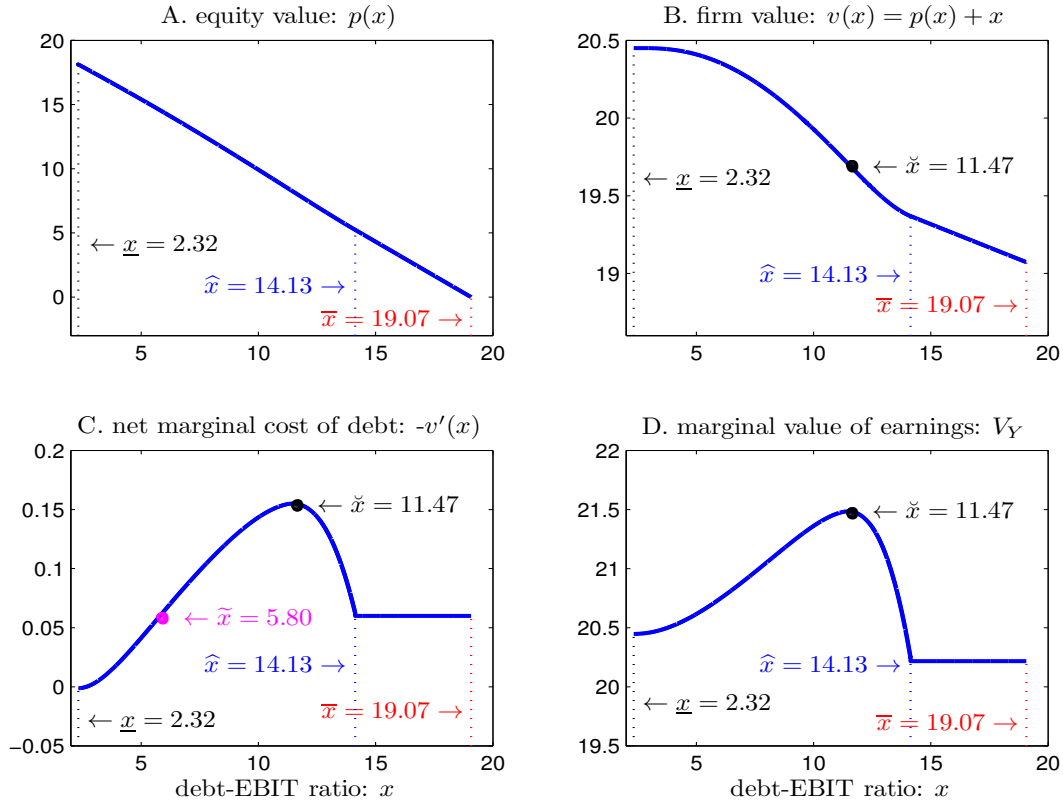 A. equity value: p(x)
20
15
10
5
0
← x = 2.32
x̂ = 14.13 →
x̅ = 19.07 →
5
10
15
20
B. firm value: v(x) = p(x) + x
20.5
20
19.5
19
← x̆ = 11.47
← x = 2.32
x̂ = 14.13 →
x̅ = 19.07 →
5
10
15
20
C. net marginal cost of debt: -v′(x)
0.2
0.15
0.1
0.05
0
−0.05
← x̆ = 11.47
← x̃ = 5.80
x̂ = 14.13 →
← x = 2.32
x̅ = 19.07 →
5
10
15
20
debt-EBIT ratio: x
D. marginal value of earnings: V_Y
22
21.5
21
20.5
20
19.5
← x̆ = 11.47
x̂ = 14.13 →
← x = 2.32
x̅ = 19.07 →
5
10
15
20
debt-EBIT ratio: x